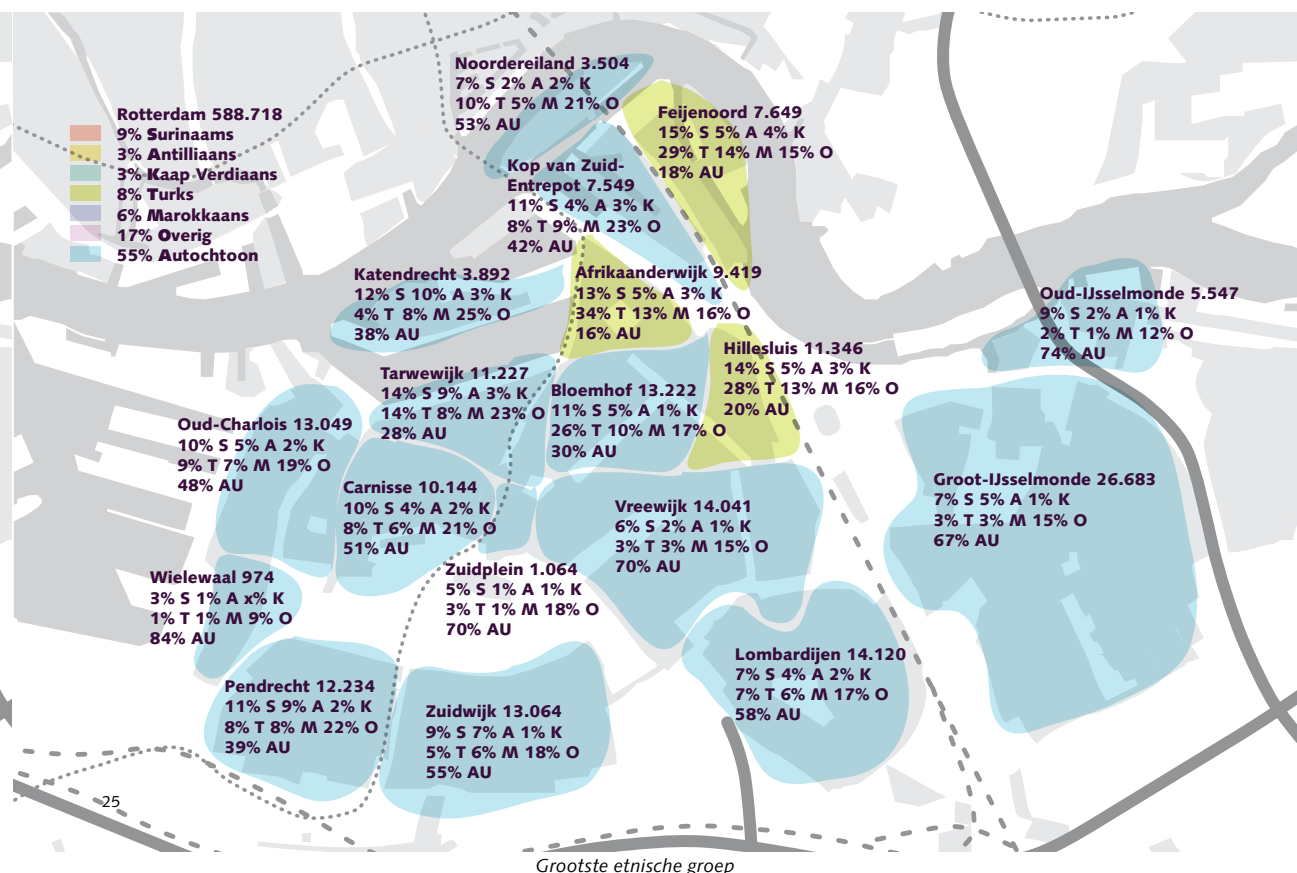 Noordereiland 3.504
7% S 2% A 2% K
10% T 5% M 21% O
53% AU
Rotterdam 588.718
9% Surinaams
3% Antilliaans
3% Kaap Verdiaans
8% Turks
6% Marokkaans
17% Overig
55% Autochtoon
Feijenoord 7.649
15% S 5% A 4% K
29% T 14% M 15% O
18% AU
Kop van Zuid-
Entrepot 7.549
11% S 4% A 3% K
8% T 9% M 23% O
42% AU
Katendrecht 3.892
12% S 10% A 3% K
4% T 8% M 25% O
38% AU
Afrikaanderwijk 9.419
13% S 5% A 3% K
34% T 13% M 16% O
16% AU
Oud-IJsselmonde 5.547
9% S 2% A 1% K
2% T 1% M 12% O
74% AU
Hillesluis 11.346
14% S 5% A 3% K
28% T 13% M 16% O
20% AU
Tarwewijk 11.227
14% S 9% A 3% K
14% T 8% M 23% O
28% AU
Bloemhof 13.222
11% S 5% A 1% K
26% T 10% M 17% O
30% AU
Oud-Charlois 13.049
10% S 5% A 2% K
9% T 7% M 19% O
48% AU
Carnisse 10.144
10% S 4% A 2% K
8% T 6% M 21% O
51% AU
Vreewijk 14.041
6% S 2% A 1% K
3% T 3% M 15% O
70% AU
Groot-IJsselmonde 26.683
7% S 5% A 1% K
3% T 3% M 15% O
67% AU
Zuidplein 1.064
5% S 1% A 1% K
3% T 1% M 18% O
70% AU
Wielewaal 974
3% S 1% A x% K
1% T 1% M 9% O
84% AU
Lombardijen 14.120
7% S 4% A 2% K
7% T 6% M 17% O
58% AU
Pendrecht 12.234
11% S 9% A 2% K
8% T 8% M 22% O
39% AU
Zuidwijk 13.064
9% S 7% A 1% K
5% T 6% M 18% O
55% AU
25
Grootste etnische groep